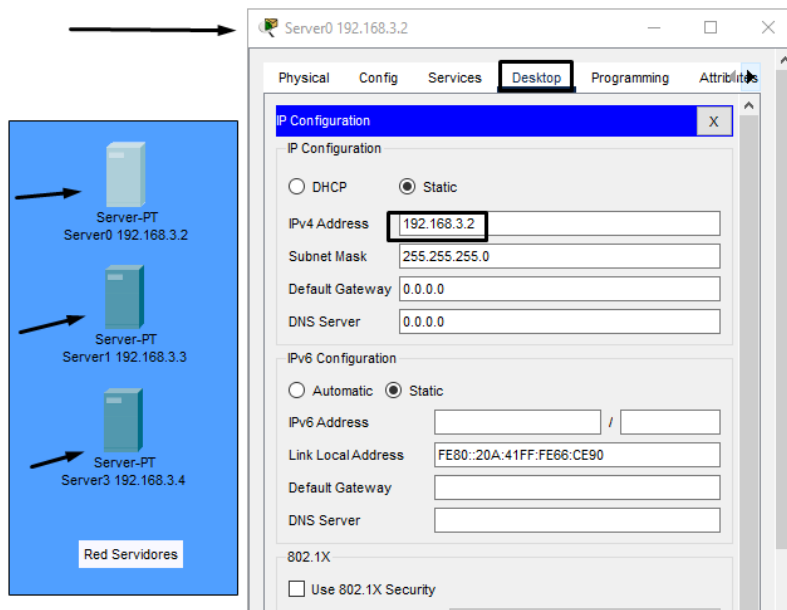 Server0 192.168.3.2
Physical Config Services Desktop Programming Attributes
IP Configuration X
IP Configuration
DHCP Static
IPv4 Address 192.168.3.2
Subnet Mask 255.255.255.0
Default Gateway 0.0.0.0
DNS Server 0.0.0.0
IPv6 Configuration
Automatic Static
IPv6 Address /
Link Local Address FE80::20A:41FF:FE66:CE90
Default Gateway
DNS Server
802.1X
Use 802.1X Security
Server-PT
Server0 192.168.3.2
Server-PT
Server1 192.168.3.3
Server-PT
Server3 192.168.3.4
Red Servidores